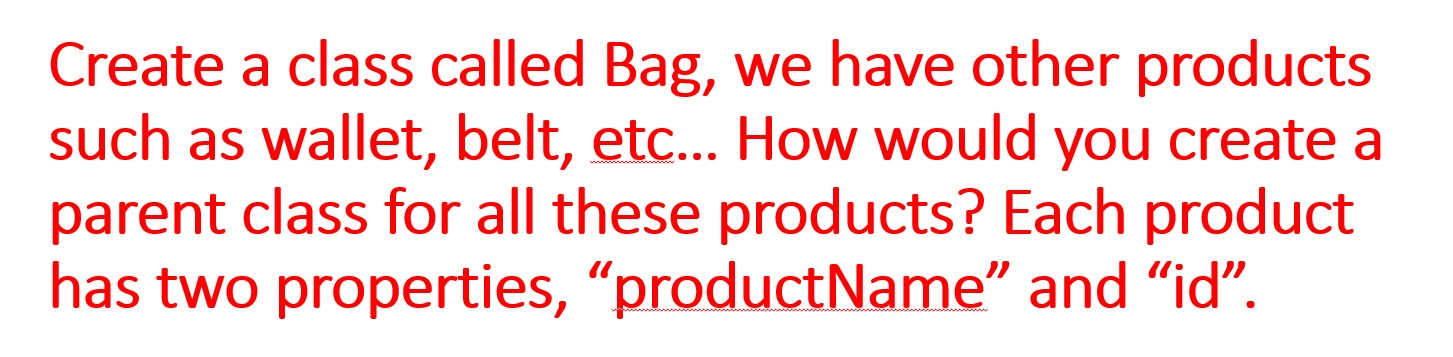 Create a class called Bag, we have other products
such as wallet, belt, etc... How would you create a
parent class for all these products? Each product
has two properties, “productName” and “id”.